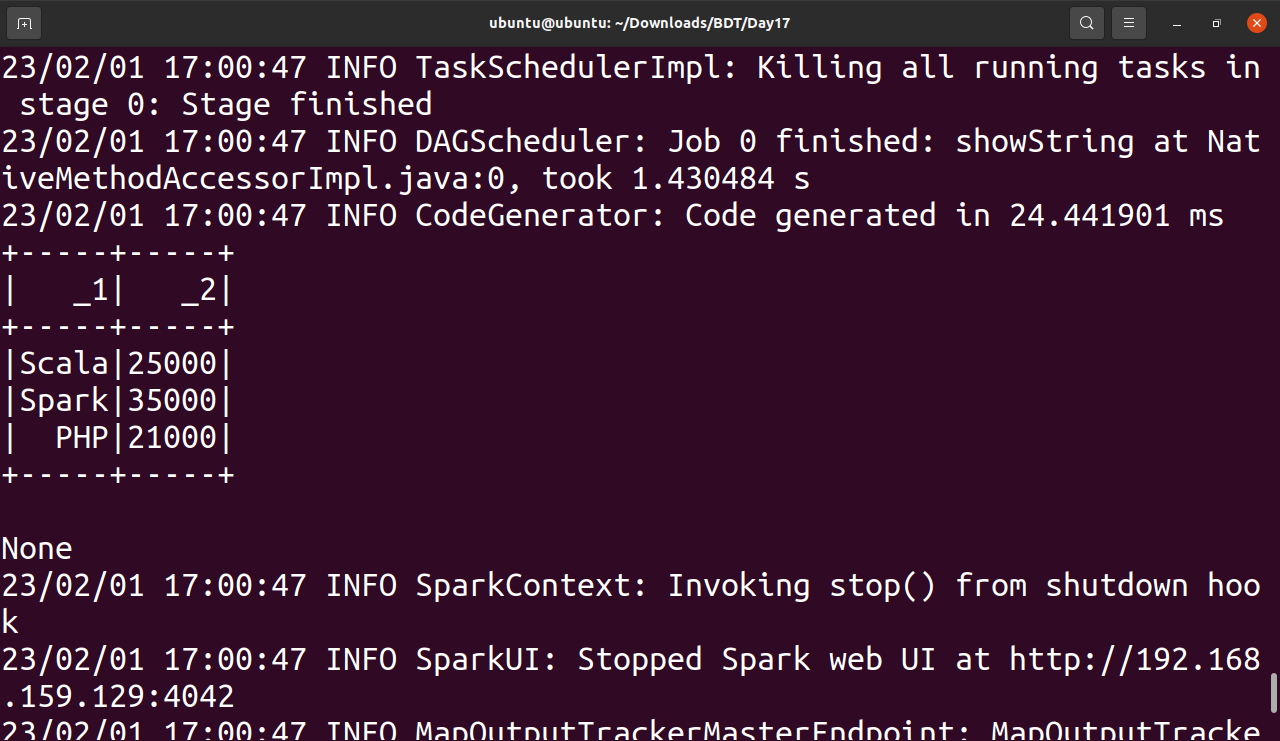 ubuntu@ubuntu: ~/Downloads/BDT/Day17
23/02/01 17:00:47 INFO TaskSchedulerImpl: Killing all running tasks in
 stage 0: Stage finished
23/02/01 17:00:47 INFO DAGScheduler: Job 0 finished: showString at Nat
iveMethodAccessorImpl.java:0, took 1.430484 s
23/02/01 17:00:47 INFO CodeGenerator: Code generated in 24.441901 ms
+-----+-----+
|   _1|   _2|
+-----+-----+
|Scala|25000|
|Spark|35000|
|  PHP|21000|
+-----+-----+
None
23/02/01 17:00:47 INFO SparkContext: Invoking stop() from shutdown hoo
k
23/02/01 17:00:47 INFO SparkUI: Stopped Spark web UI at http://192.168
.159.129:4042
23/02/01 17:00:47 INFO MapOutputTrackerMasterEndpoint: MapOutputTracke